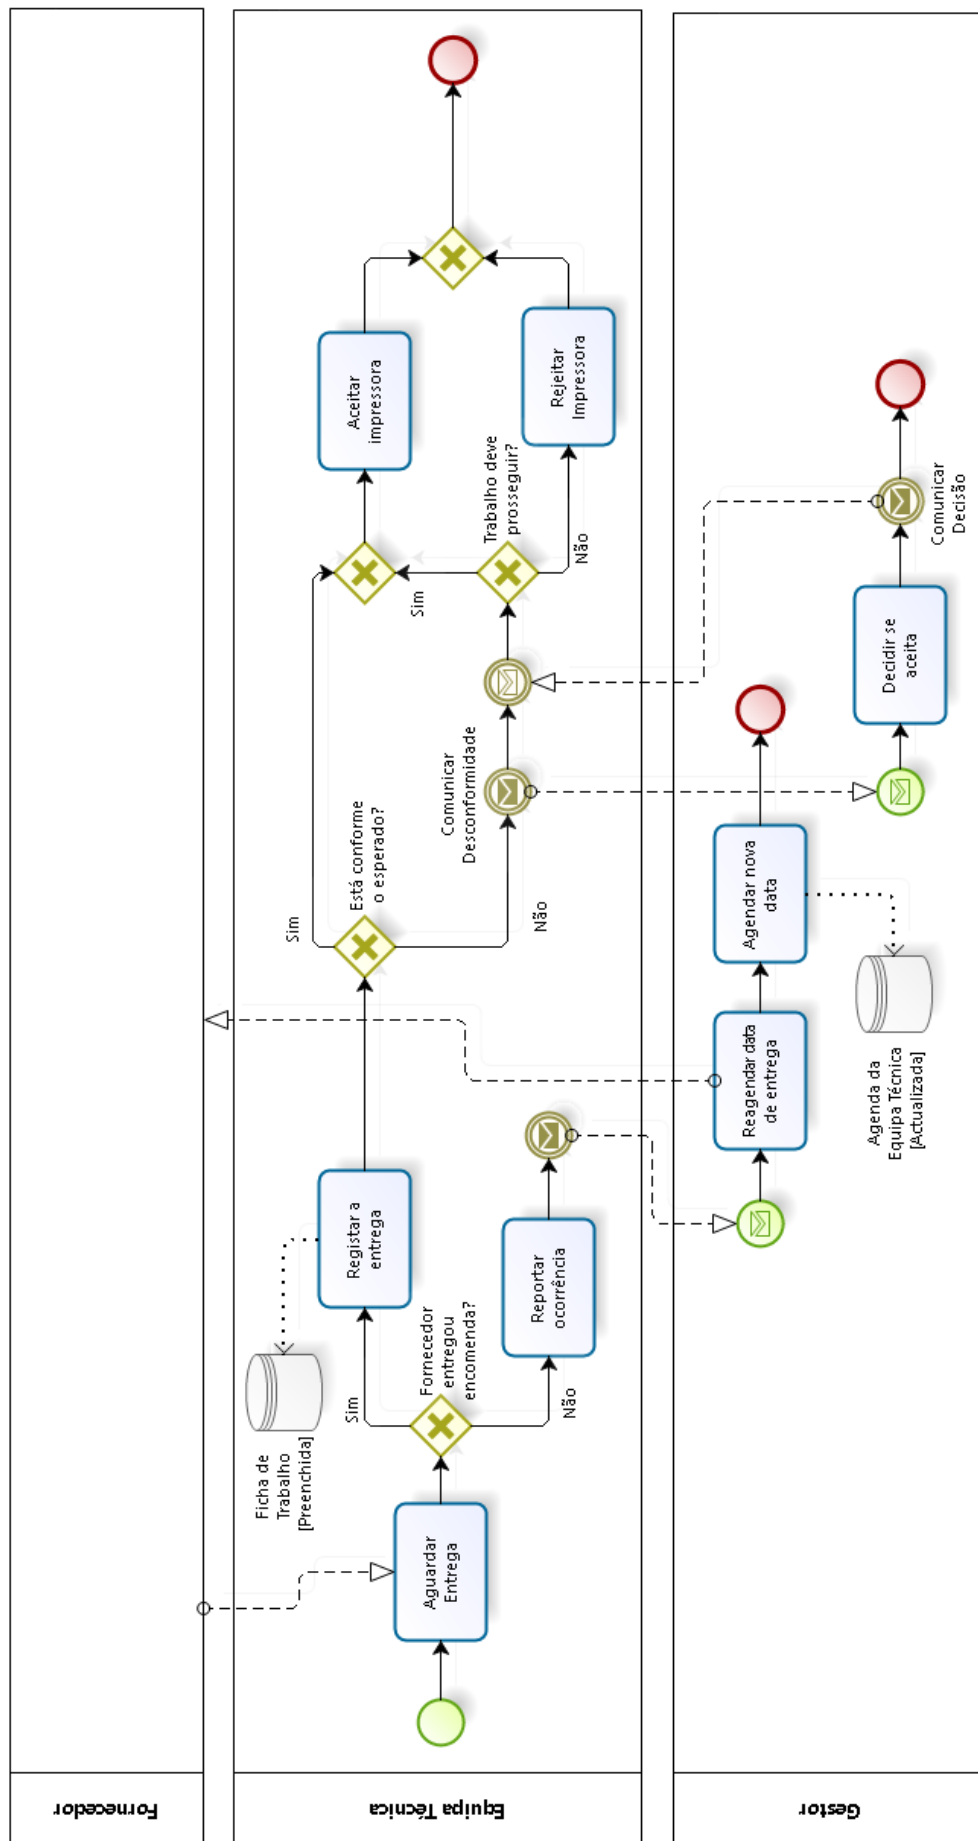 Fornecedor
Equipa Técnica
Aguardar
Entrega
Fornecedor
entregou
encomenda?
Sim
Não
Ficha de
Trabalho
[Preenchida]
Registar a
entrega
Reportar
ocorrência
Está conforme
o esperado?
Sim
Não
Comunicar
Desconformidade
Trabalho deve
prosseguir?
Sim
Não
Aceitar
impressora
Rejeitar
Impressora
Gestor
Reagendar data
de entrega
Agendar nova
data
Agenda da
Equipa Técnica
[Actualizada]
Decidir se
aceita
Comunicar
Decisão